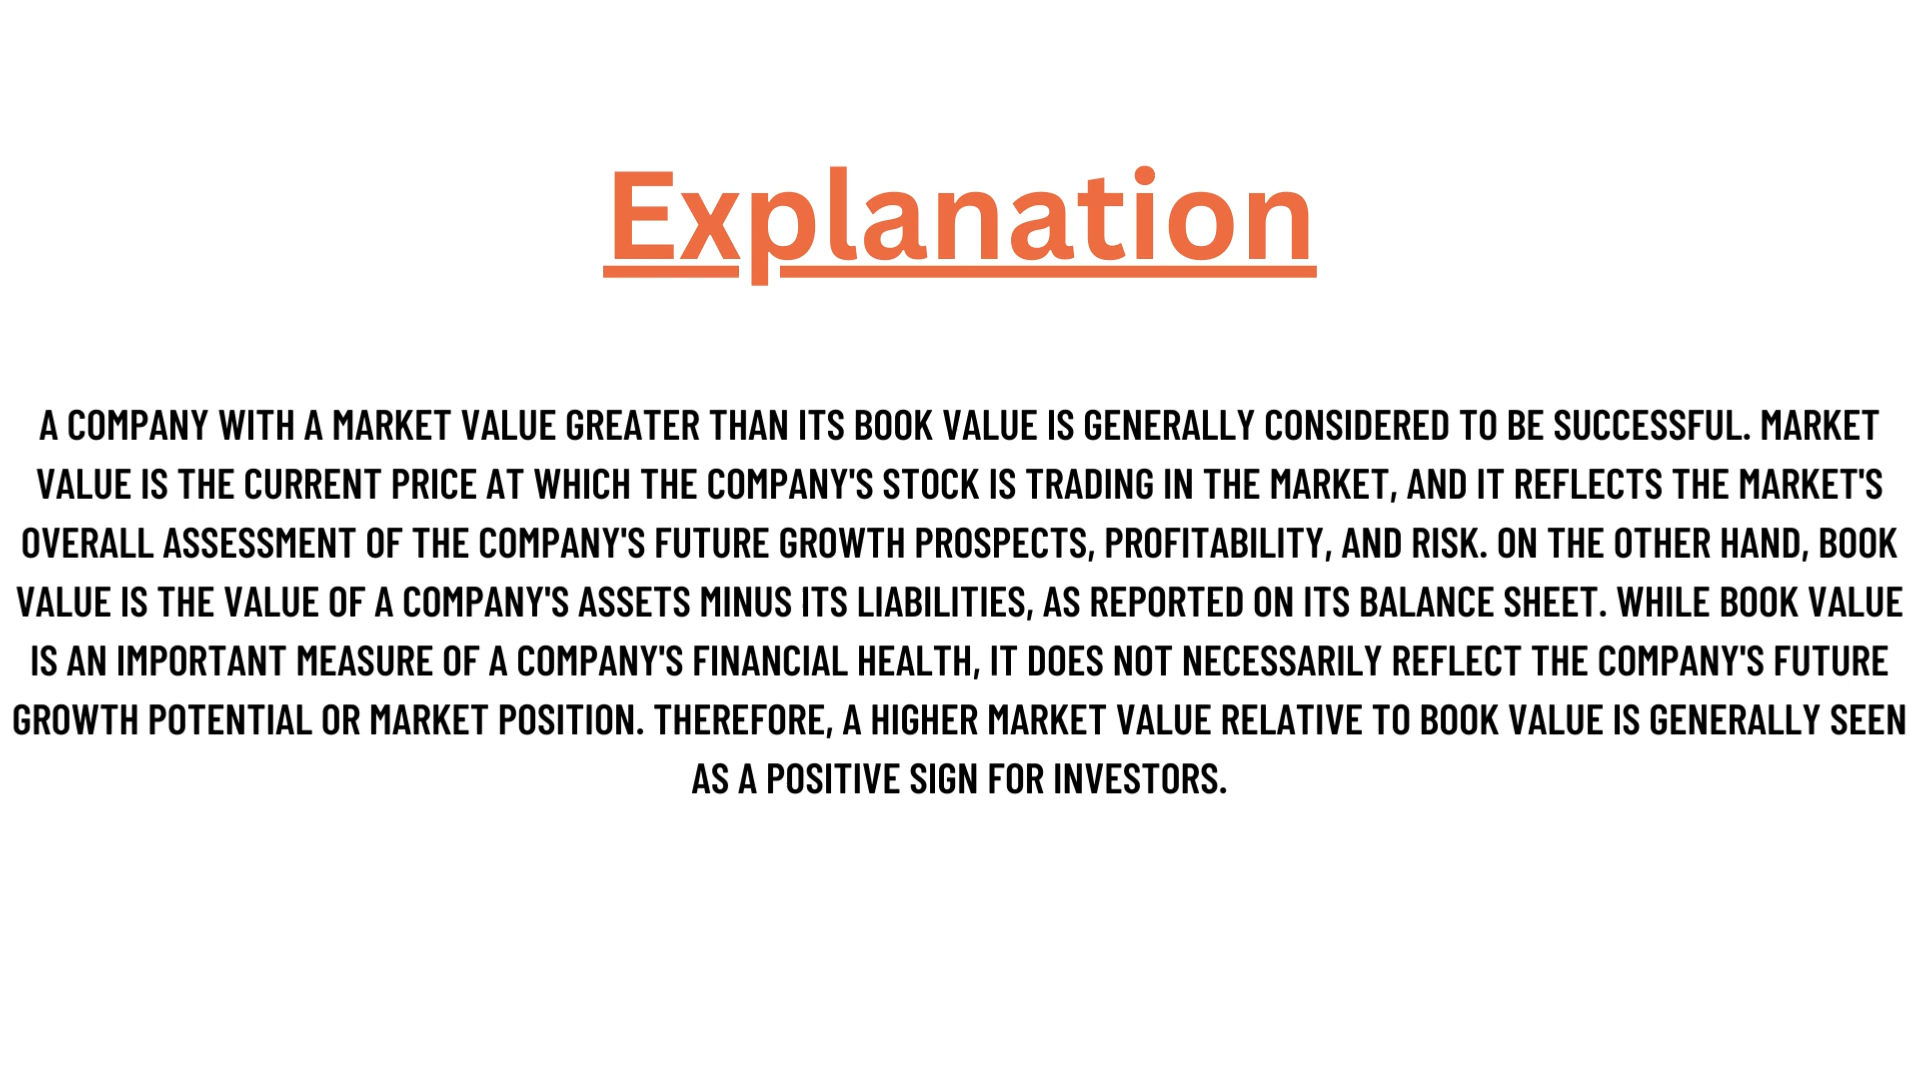 Explanation
A COMPANY WITH A MARKET VALUE GREATER THAN ITS BOOK VALUE IS GENERALLY CONSIDERED TO BE SUCCESSFUL. MARKET
VALUE IS THE CURRENT PRICE AT WHICH THE COMPANY'S STOCK IS TRADING IN THE MARKET, AND IT REFLECTS THE MARKET'S
OVERALL ASSESSMENT OF THE COMPANY'S FUTURE GROWTH PROSPECTS, PROFITABILITY, AND RISK. ON THE OTHER HAND, BOOK
VALUE IS THE VALUE OF A COMPANY'S ASSETS MINUS ITS LIABILITIES, AS REPORTED ON ITS BALANCE SHEET. WHILE BOOK VALUE
IS AN IMPORTANT MEASURE OF A COMPANY'S FINANCIAL HEALTH, IT DOES NOT NECESSARILY REFLECT THE COMPANY'S FUTURE
GROWTH POTENTIAL OR MARKET POSITION. THEREFORE, A HIGHER MARKET VALUE RELATIVE TO BOOK VALUE IS GENERALLY SEEN
AS A POSITIVE SIGN FOR INVESTORS.